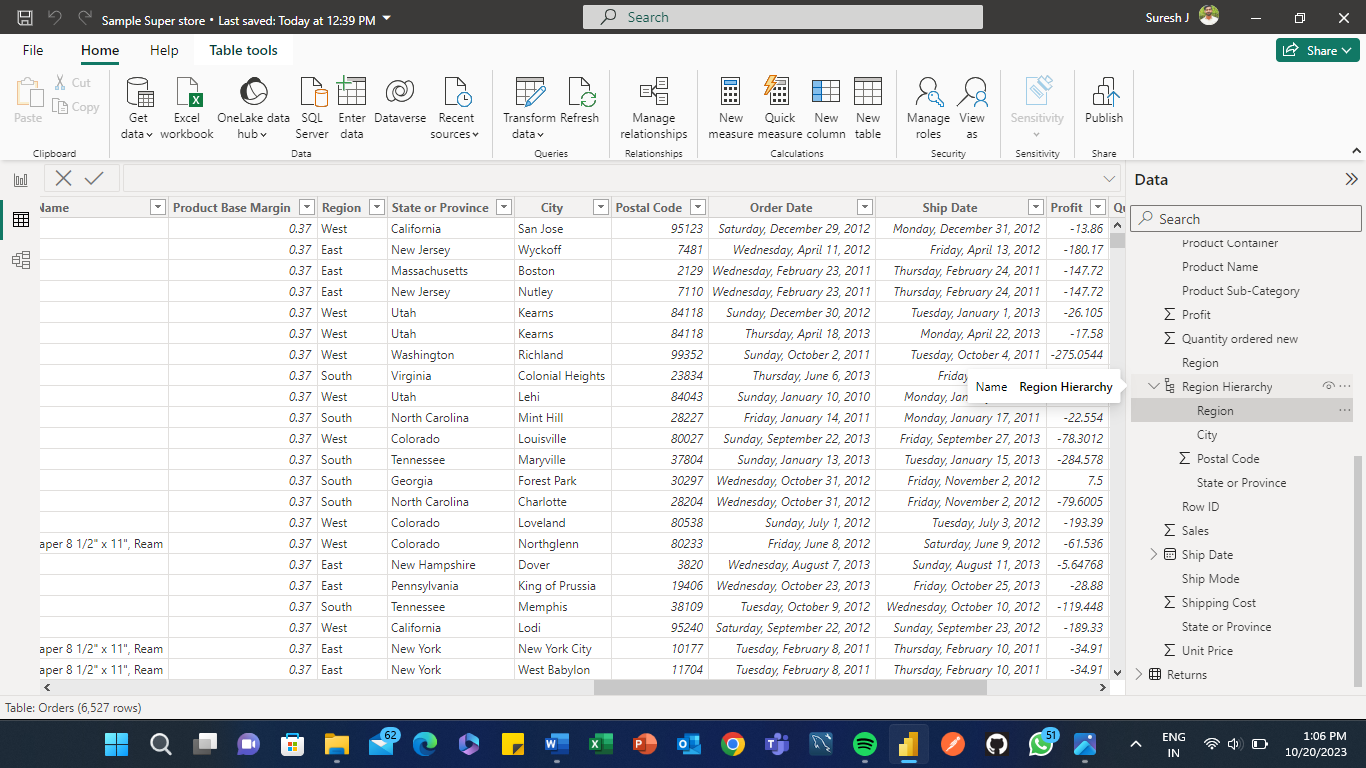 Sample Super store • Last saved: Today at 12:39 PM
Search
Suresh J
File Home Help Table tools
Share
Paste
Cut
Copy
Get data
Excel workbook
OneLake data hub
SQL Server
Enter data
Dataverse
Recent sources
Transform data
Refresh
Manage relationships
New measure
Quick measure
New column
New table
Manage roles
View as
Sensitivity
Publish
Clipboard Data Queries Relationships Calculations Security Sensitivity Share
Name Product Base Margin Region State or Province City Postal Code Order Date Ship Date Profit
0.37 West California San Jose 95123 Saturday, December 29, 2012 Monday, December 31, 2012 -13.86
0.37 East New Jersey Wyckoff 7481 Wednesday, April 11, 2012 Friday, April 13, 2012 -180.17
0.37 East Massachusetts Boston 2129 Wednesday, February 23, 2011 Thursday, February 24, 2011 -147.72
0.37 East New Jersey Nutley 7110 Wednesday, February 23, 2011 Thursday, February 24, 2011 -147.72
0.37 West Utah Kearns 84118 Sunday, December 30, 2012 Tuesday, January 1, 2013 -26.105
0.37 West Utah Kearns 84118 Thursday, April 18, 2013 Monday, April 22, 2013 -17.58
0.37 West Washington Richland 99352 Sunday, October 2, 2011 Tuesday, October 4, 2011 -275.0544
0.37 South Virginia Colonial Heights 23834 Thursday, June 6, 2013 Friday
0.37 West Utah Lehi 84043 Sunday, January 10, 2010 Monday, Jan
0.37 South North Carolina Mint Hill 28227 Friday, January 14, 2011 Monday, January 17, 2011 -22.554
0.37 West Colorado Louisville 80027 Sunday, September 22, 2013 Friday, September 27, 2013 -78.3012
0.37 South Tennessee Maryville 37804 Sunday, January 13, 2013 Tuesday, January 15, 2013 -284.578
0.37 South Georgia Forest Park 30297 Wednesday, October 31, 2012 Friday, November 2, 2012 7.5
0.37 South North Carolina Charlotte 28204 Wednesday, October 31, 2012 Friday, November 2, 2012 -79.6005
0.37 West Colorado Loveland 80538 Sunday, July 1, 2012 Tuesday, July 3, 2012 -193.39
aper 8 1/2" x 11", Ream 0.37 West Colorado Northglenn 80233 Friday, June 8, 2012 Saturday, June 9, 2012 -61.536
0.37 East New Hampshire Dover 3820 Wednesday, August 7, 2013 Sunday, August 11, 2013 -5.64768
0.37 East Pennsylvania King of Prussia 19406 Wednesday, October 23, 2013 Friday, October 25, 2013 -28.88
0.37 South Tennessee Memphis 38109 Tuesday, October 9, 2012 Wednesday, October 10, 2012 -119.448
0.37 West California Lodi 95240 Saturday, September 22, 2012 Sunday, September 23, 2012 -189.33
aper 8 1/2" x 11", Ream 0.37 East New York New York City 10177 Tuesday, February 8, 2011 Thursday, February 10, 2011 -34.91
aper 8 1/2" x 11", Ream 0.37 East New York West Babylon 11704 Tuesday, February 8, 2011 Thursday, February 10, 2011 -34.91
Name Region Hierarchy
Data
Search
Product Container
Product Name
Product Sub-Category
Profit
Quantity ordered new
Region
Region Hierarchy
Region
City
Postal Code
State or Province
Row ID
Sales
Ship Date
Ship Mode
Shipping Cost
State or Province
Unit Price
Returns
Table: Orders (6,527 rows)
62
51
ENG
IN
1:06 PM
10/20/2023